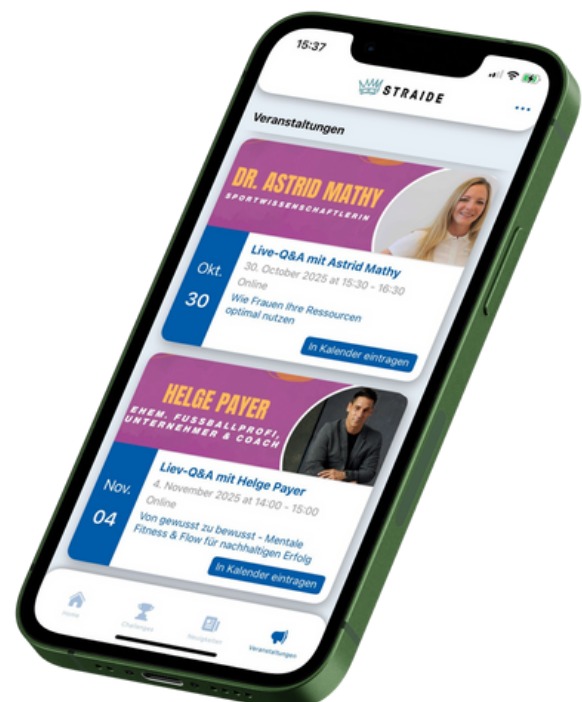 15:37
STRAIDE
Veranstaltungen
DR. ASTRID MATHY
SPORTWISSENSCHAFTLERIN
Okt.
30
Live-Q&A mit Astrid Mathy
30. October 2025 at 15:30 - 16:30
Online
Wie Frauen Ihre Ressourcen
optimal nutzen
In Kalender eintragen
HELGE PAYER
EHEM. FUSSBALLPROFI,
UNTERNEHMER & COACH
Nov.
04
Liev-Q&A mit Helge Payer
4. November 2025 at 14:00 - 15:00
Online
Von gewusst zu bewusst - Mentale
Fitness & Flow für nachhaltigen Erfolg
In Kalender eintragen
Home
Challenges
Neuigkeiten
Veranstaltungen